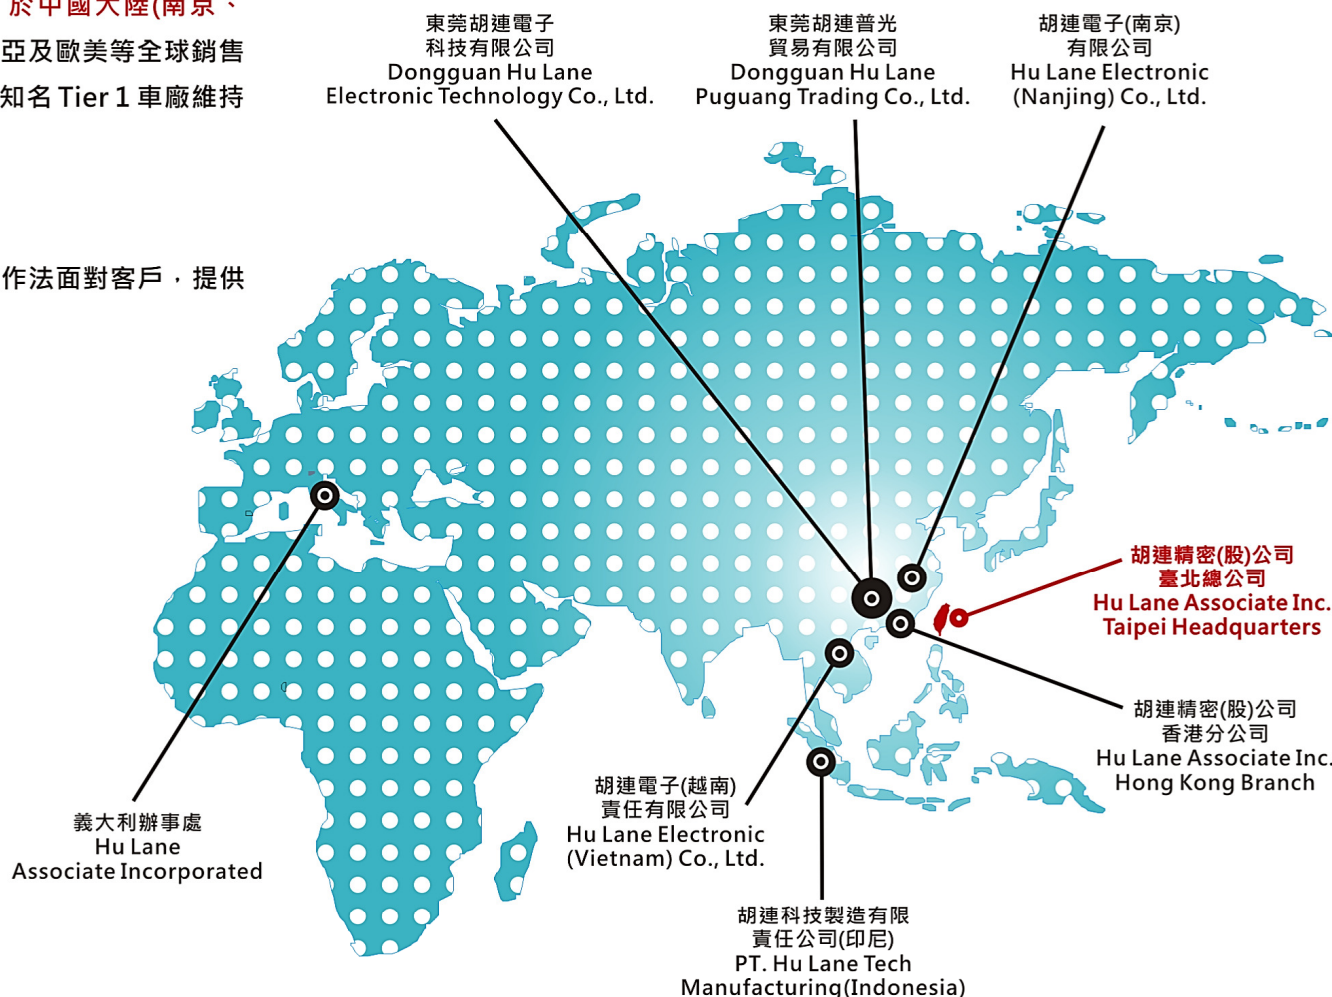 於中國大陸(南京、
亞及歐美等全球銷售
知名 Tier 1 車廠維持
作法面對客戶，提供
東莞胡連電子
科技有限公司
Dongguan Hu Lane
Electronic Technology Co., Ltd.
東莞胡連普光
貿易有限公司
Dongguan Hu Lane
Puguang Trading Co., Ltd.
胡連電子(南京)
有限公司
Hu Lane Electronic
(Nanjing) Co., Ltd.
胡連精密(股)公司
臺北總公司
Hu Lane Associate Inc.
Taipei Headquarters
胡連精密(股)公司
香港分公司
Hu Lane Associate Inc.
Hong Kong Branch
胡連電子(越南)
責任有限公司
Hu Lane Electronic
(Vietnam) Co., Ltd.
義大利辦事處
Hu Lane
Associate Incorporated
胡連科技製造有限
責任公司(印尼)
PT. Hu Lane Tech
Manufacturing(Indonesia)